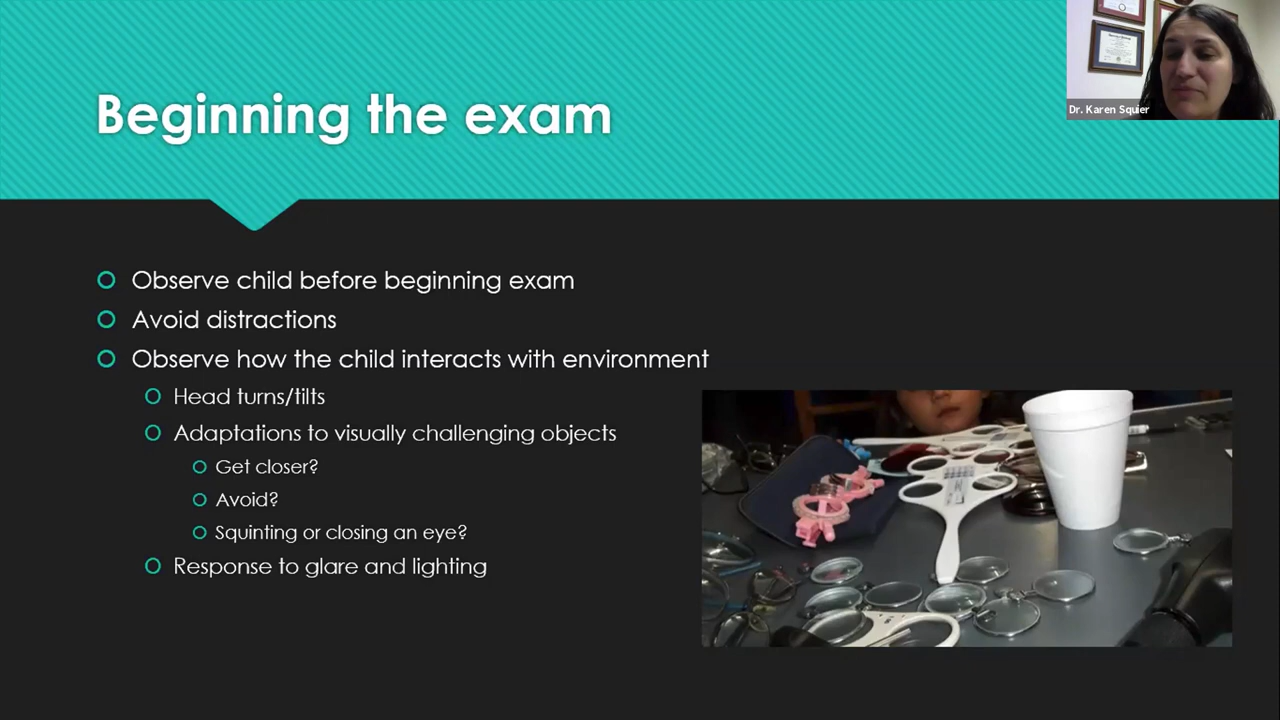 Beginning the exam
Dr. Karen Squier
Observe child before beginning exam
Avoid distractions
Observe how the child interacts with environment
Head turns/tilts
Adaptations to visually challenging objects
Get closer?
Avoid?
Squinting or closing an eye?
Response to glare and lighting